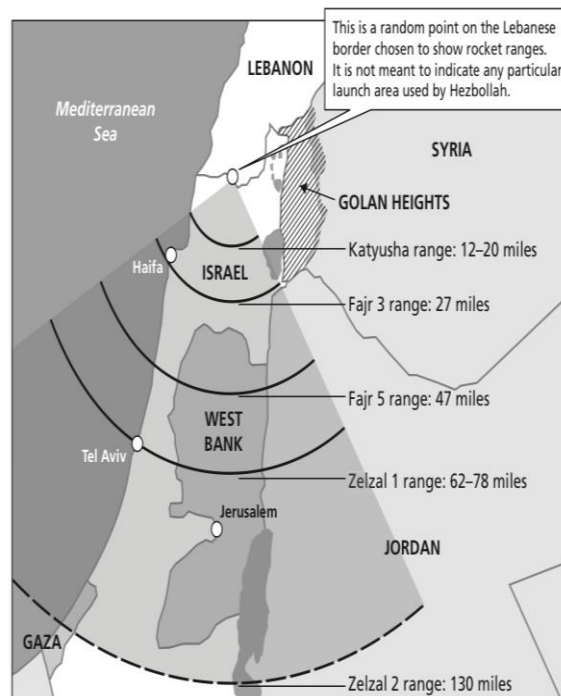 This is a random point on the Lebanese
border chosen to show rocket ranges.
It is not meant to indicate any particular
launch area used by Hezbollah.
LEBANON
Mediterranean
Sea
SYRIA
GOLAN HEIGHTS
Katyusha range: 12–20 miles
Haifa
ISRAEL
Fajr 3 range: 27 miles
Fajr 5 range: 47 miles
WEST
BANK
Tel Aviv
Zelzal 1 range: 62–78 miles
Jerusalem
JORDAN
GAZA
Zelzal 2 range: 130 miles